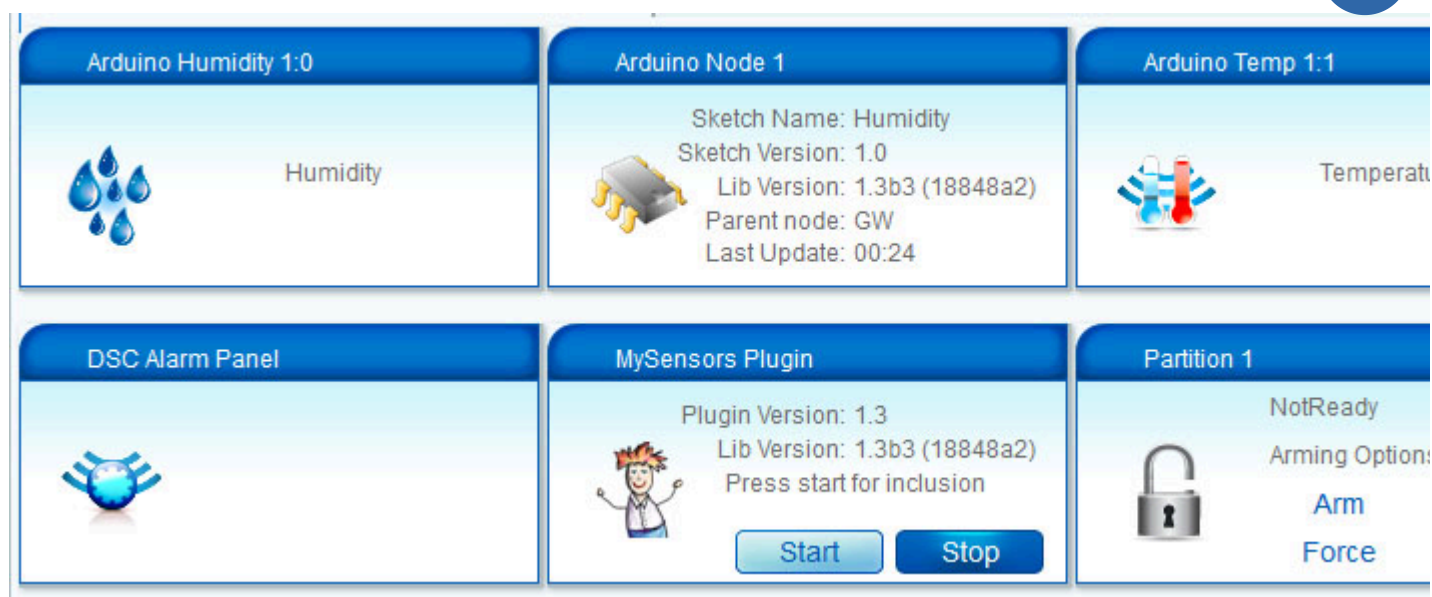 Arduino Humidity 1:0
Humidity
Arduino Node 1
Sketch Name: Humidity
Sketch Version: 1.0
Lib Version: 1.3b3 (18848a2)
Parent node: GW
Last Update: 00:24
Arduino Temp 1:1
DSC Alarm Panel
MySensors Plugin
Plugin Version: 1.3
Lib Version: 1.3b3 (18848a2)
Press start for inclusion
Start Stop
Partition 1
NotReady
Arming Options
Arm
Force